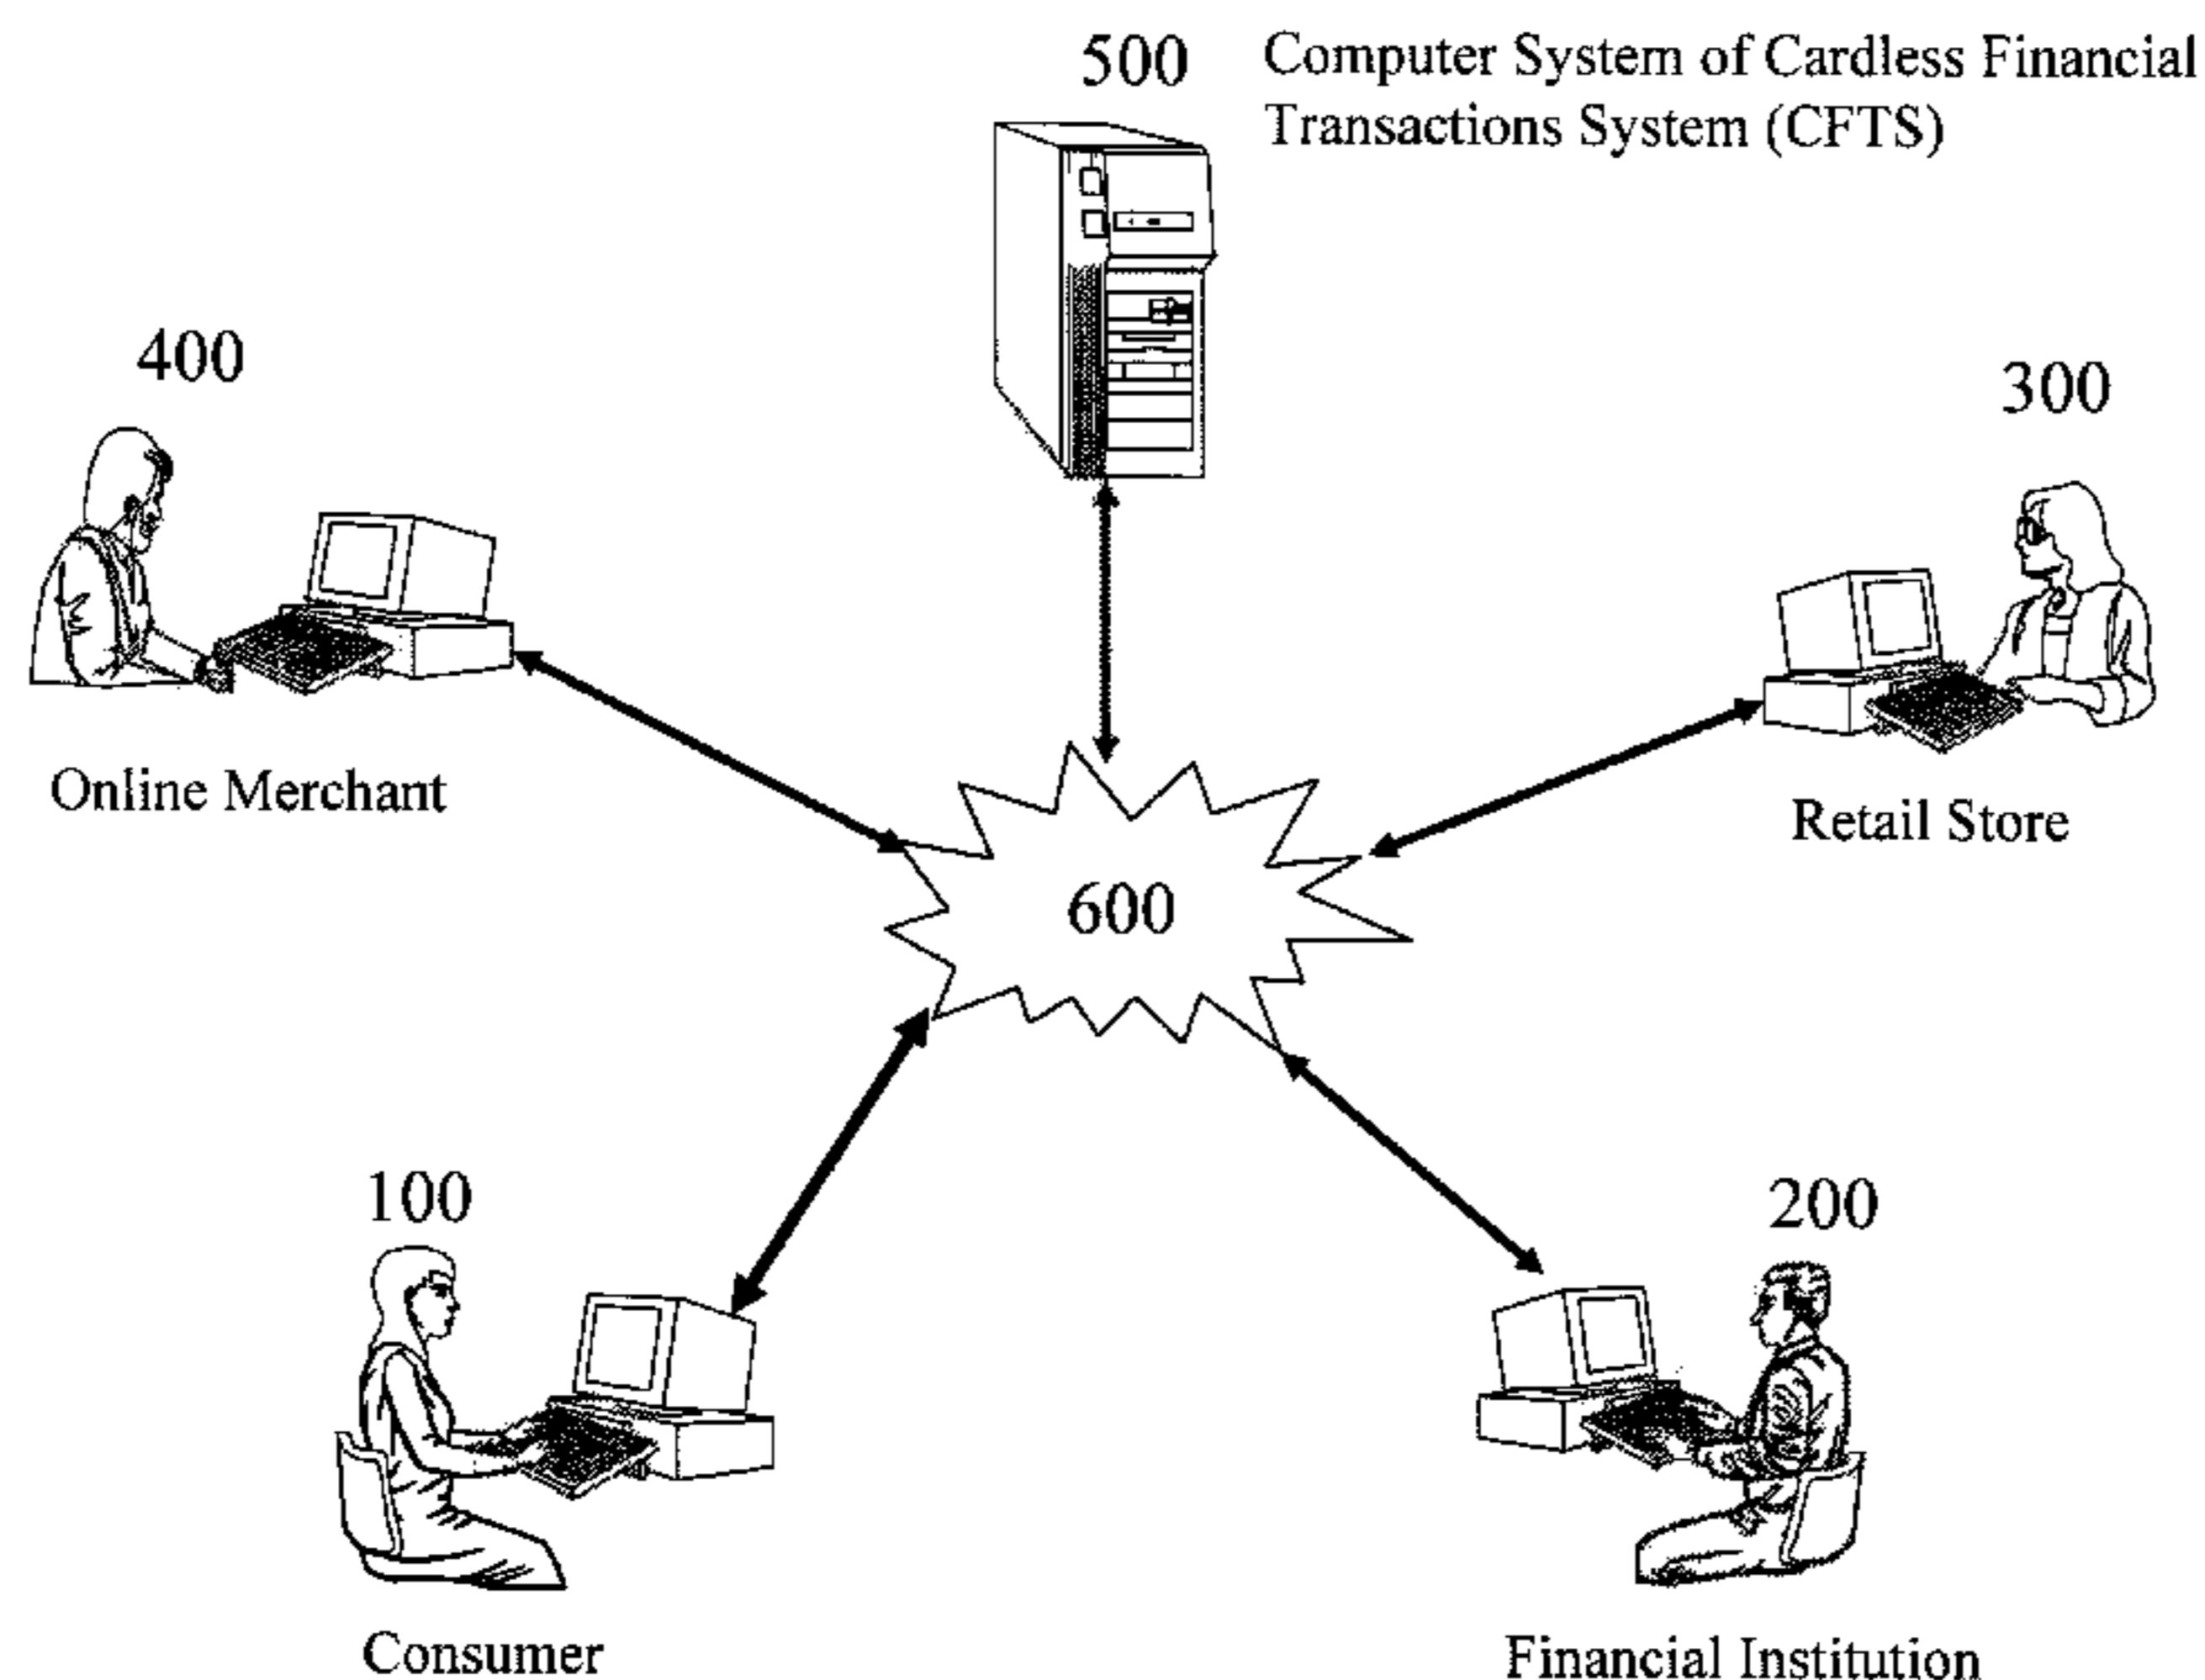 500
Computer System of Cardless Financial
Transactions System (CFTS)
400
300
Online Merchant
Retail Store
600
100
200
Consumer
Financial Institution